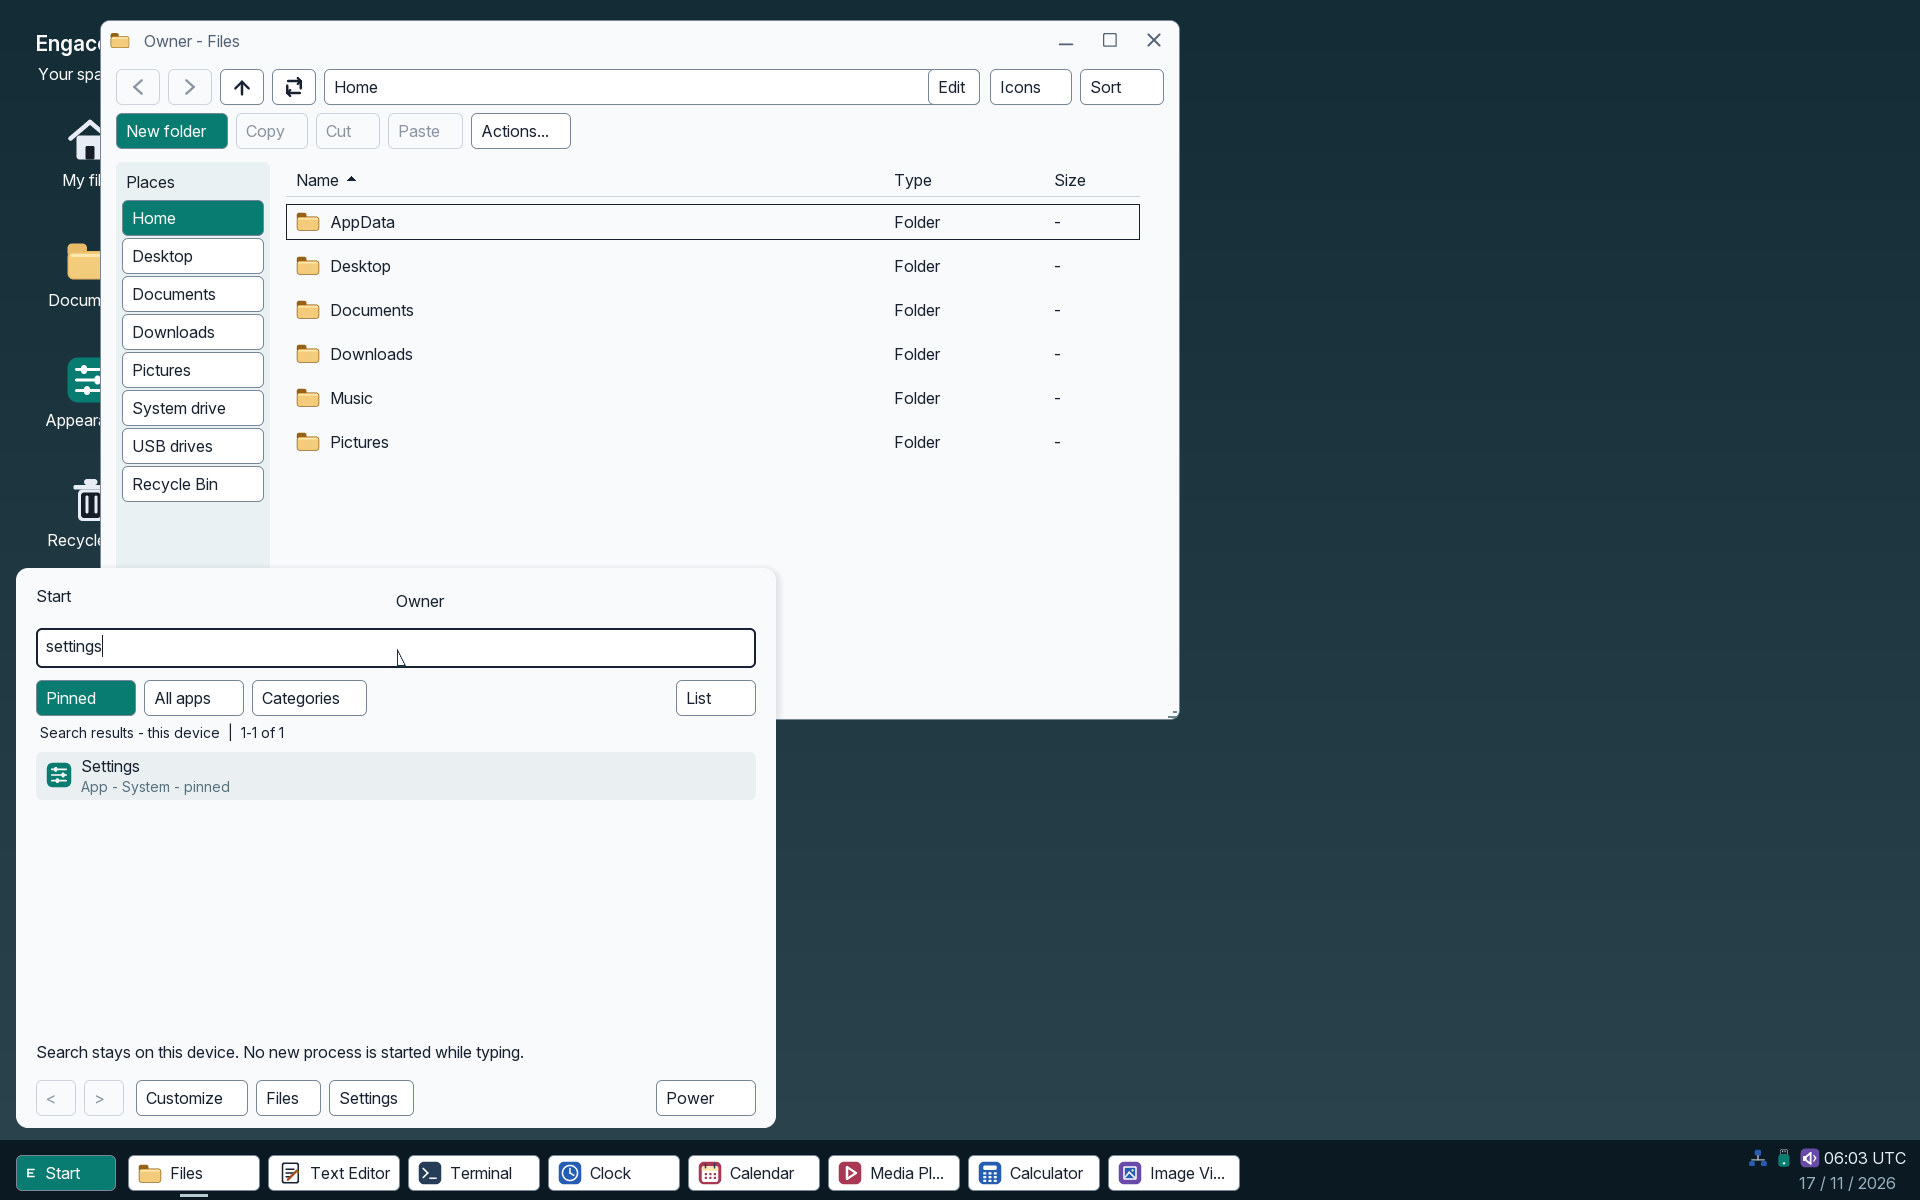 Engac
Your spa
My fil
Docum
Appeara
Recycle
Owner - Files
Home
Edit
Icons
Sort
New folder
Copy
Cut
Paste
Actions...
Places
Home
Desktop
Documents
Downloads
Pictures
System drive
USB drives
Recycle Bin
Name Type Size
AppData Folder -
Desktop Folder -
Documents Folder -
Downloads Folder -
Music Folder -
Pictures Folder -
Start
Owner
settings
Pinned
All apps
Categories
List
Search results - this device | 1-1 of 1
Settings
App - System - pinned
Search stays on this device. No new process is started while typing.
<
>
Customize
Files
Settings
Power
E Start
Files
Text Editor
Terminal
Clock
Calendar
Media Pl...
Calculator
Image Vi...
06:03 UTC
17 / 11 / 2026